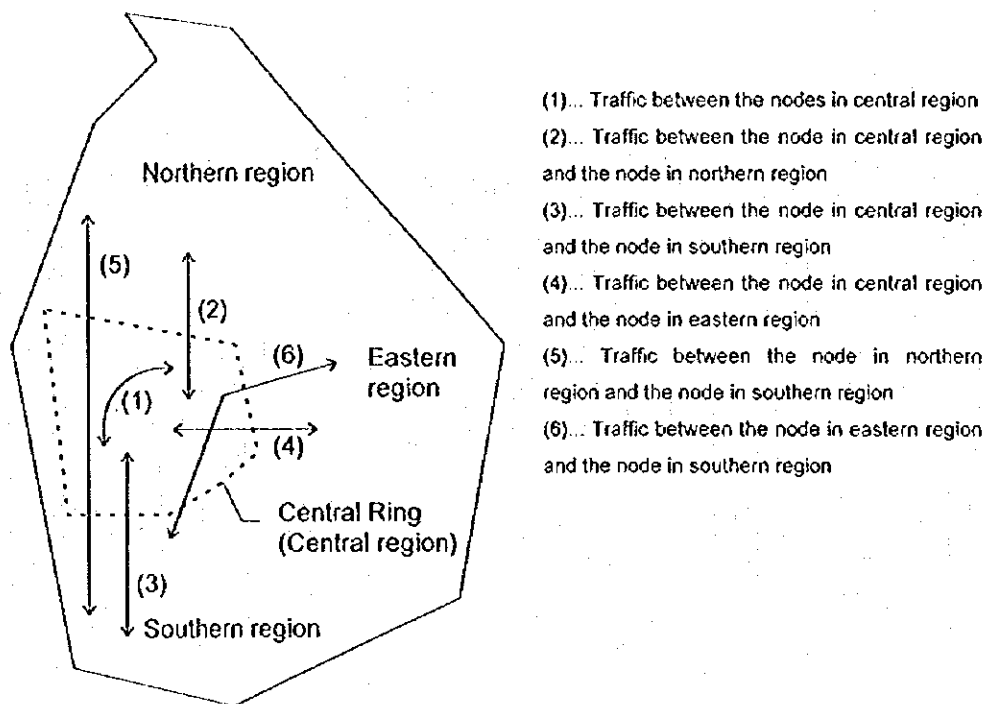 Northern region
(5)
(2)
(6)
Eastern
region
(1)
(4)
Central Ring
(Central region)
(3)
Southern region
(1)... Traffic between the nodes in central region
(2)... Traffic between the node in central region
and the node in northern region
(3)... Traffic between the node in central region
and the node in southern region
(4)... Traffic between the node in central region
and the node in eastern region
(5)... Traffic between the node in northern
region and the node in southern region
(6)... Traffic between the node in eastern region
and the node in southern region